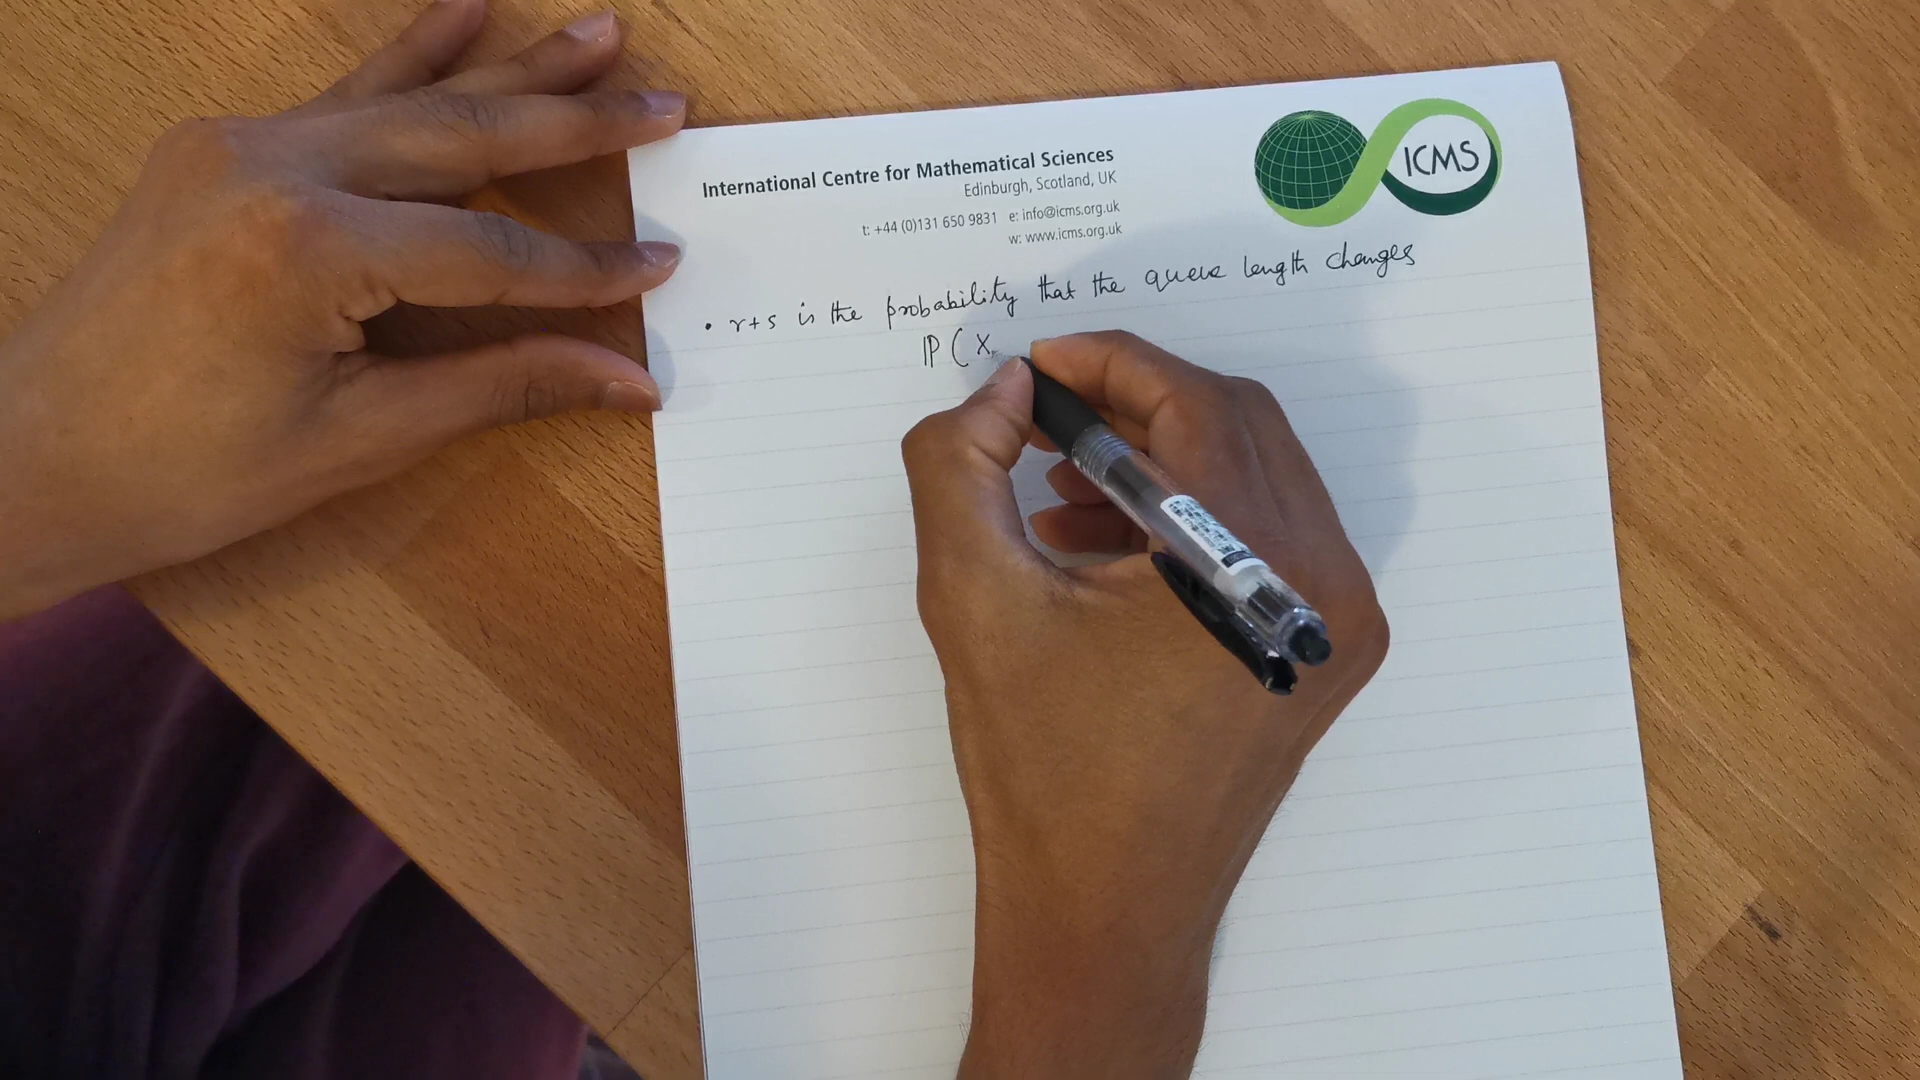 International Centre for Mathematical Sciences
Edinburgh, Scotland, UK
t: +44 (0)131 650 9831 e: info@icms.org.uk
w: www.icms.org.uk
ICMS
• r+s is the probability that the queue length changes
ℙ(X